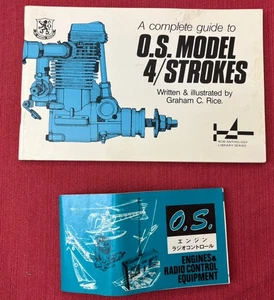 A complete guide to
O.S. MODEL
4/STROKES
Written & illustrated by
Graham C. Rice.
O.S.
エンジン
ラジオコントロール
ENGINES &
RADIO CONTROL
EQUIPMENT